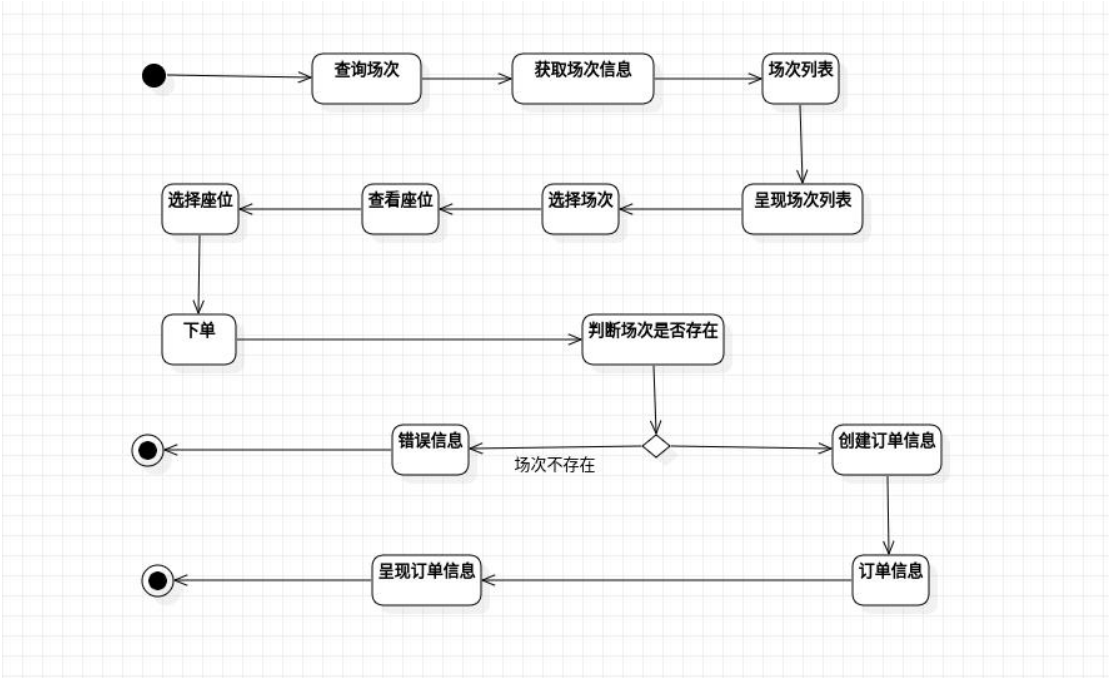 查询场次
获取场次信息
场次列表
选择座位
查看座位
选择场次
呈现场次列表
下单
判断场次是否存在
错误信息
场次不存在
创建订单信息
呈现订单信息
订单信息